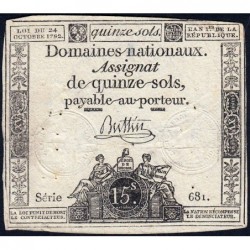 LOI DU 24 OCTOBRE 1792.
quinze sols.
L'AN 1er DE LA RÉPUBLIQUE.
Domaines nationaux.
Assignat
de quinze sols,
payable au porteur.
Buttin
Série 681.
15 s
LA LOI PUNIT DE MORT LE CONTREFACTEUR.
LA NATION RÉCOMPENSE LE DÉNONCIATEUR.